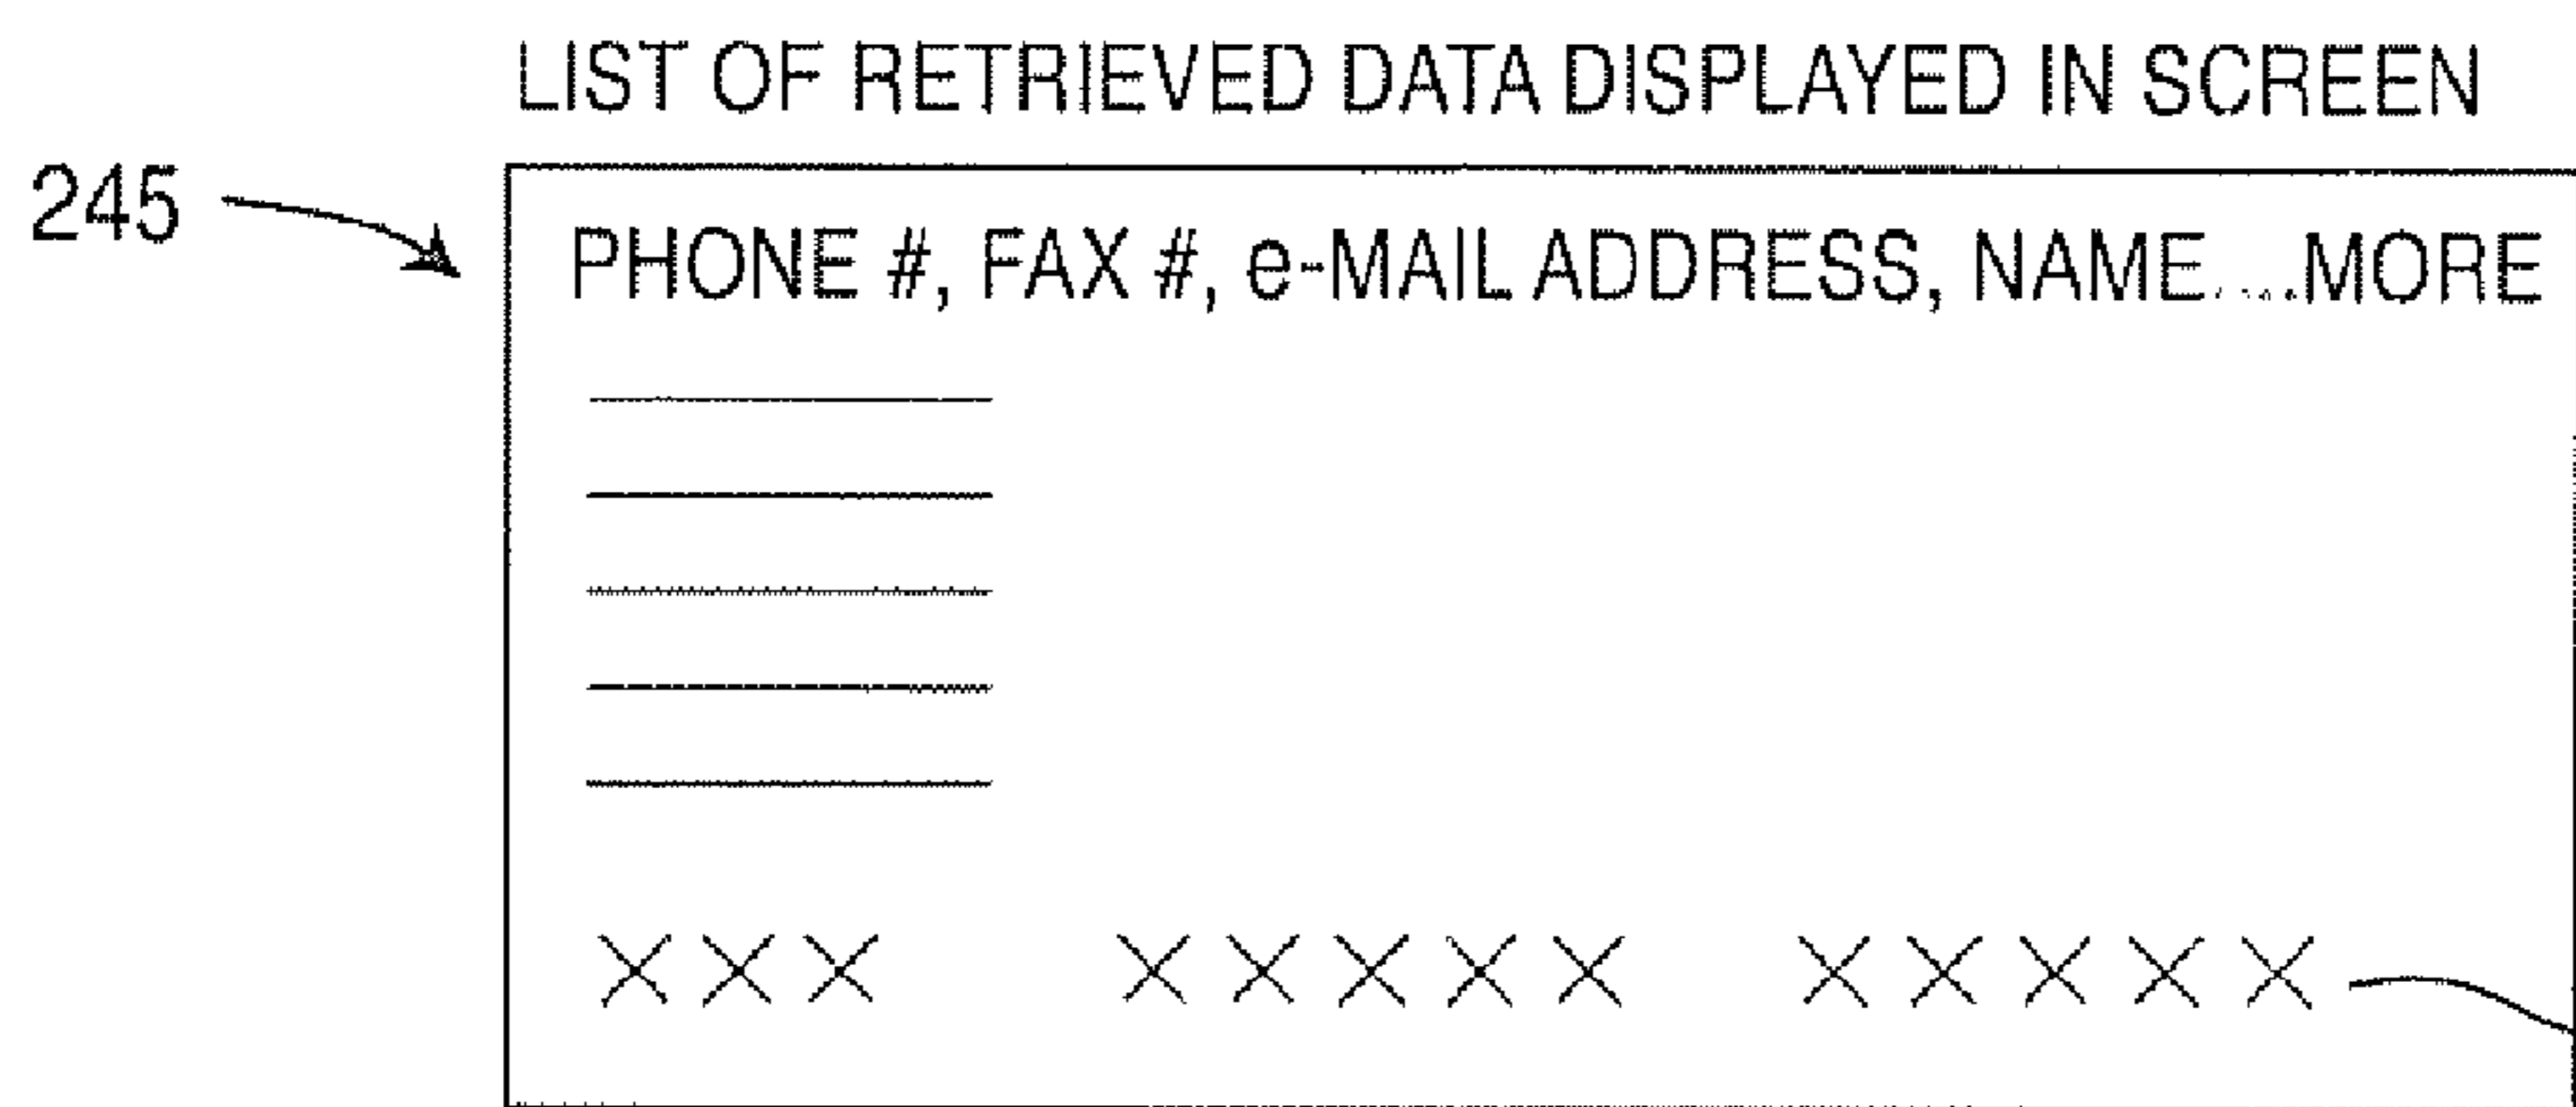 LIST OF RETRIEVED DATA DISPLAYED IN SCREEN
245
PHONE #, FAX #, e-MAIL ADDRESS, NAME....MORE
XXX XXXXX XXXXX